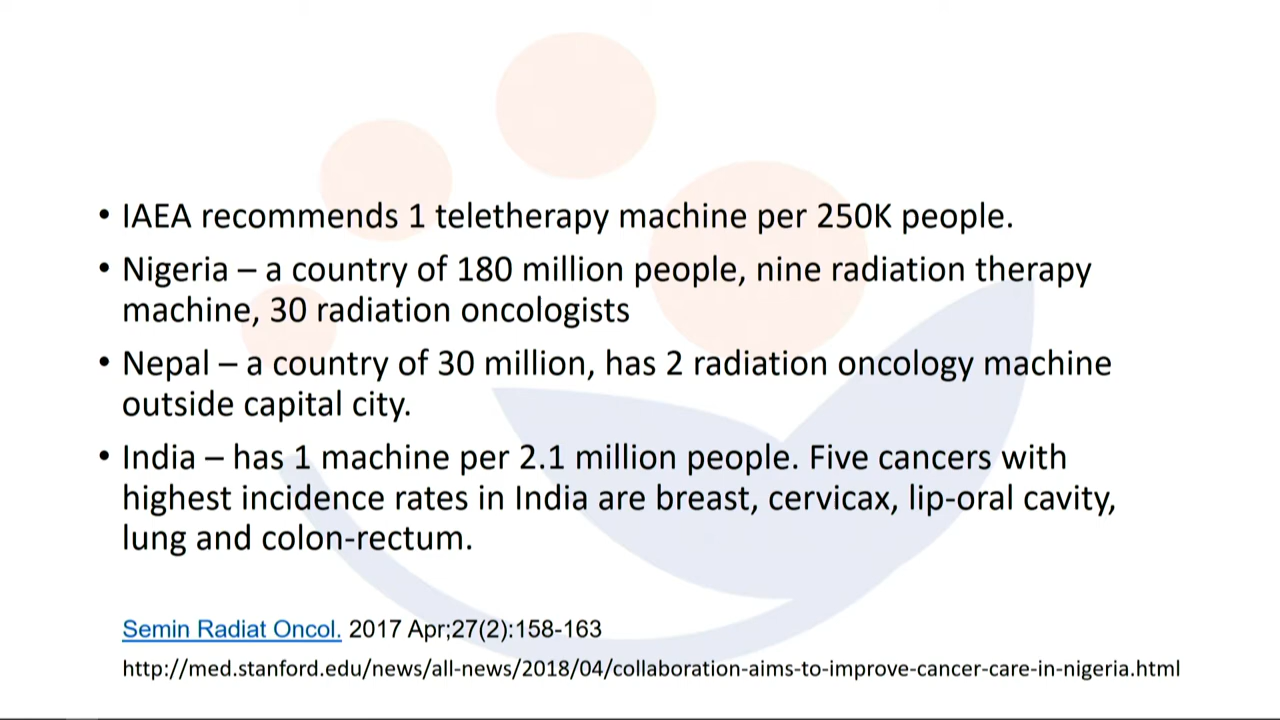 • IAEA recommends 1 teletherapy machine per 250K people.
• Nigeria – a country of 180 million people, nine radiation therapy
machine, 30 radiation oncologists
• Nepal – a country of 30 million, has 2 radiation oncology machine
outside capital city.
• India – has 1 machine per 2.1 million people. Five cancers with
highest incidence rates in India are breast, cervicax, lip-oral cavity,
lung and colon-rectum.
Semin Radiat Oncol. 2017 Apr;27(2):158-163
http://med.stanford.edu/news/all-news/2018/04/collaboration-aims-to-improve-cancer-care-in-nigeria.html